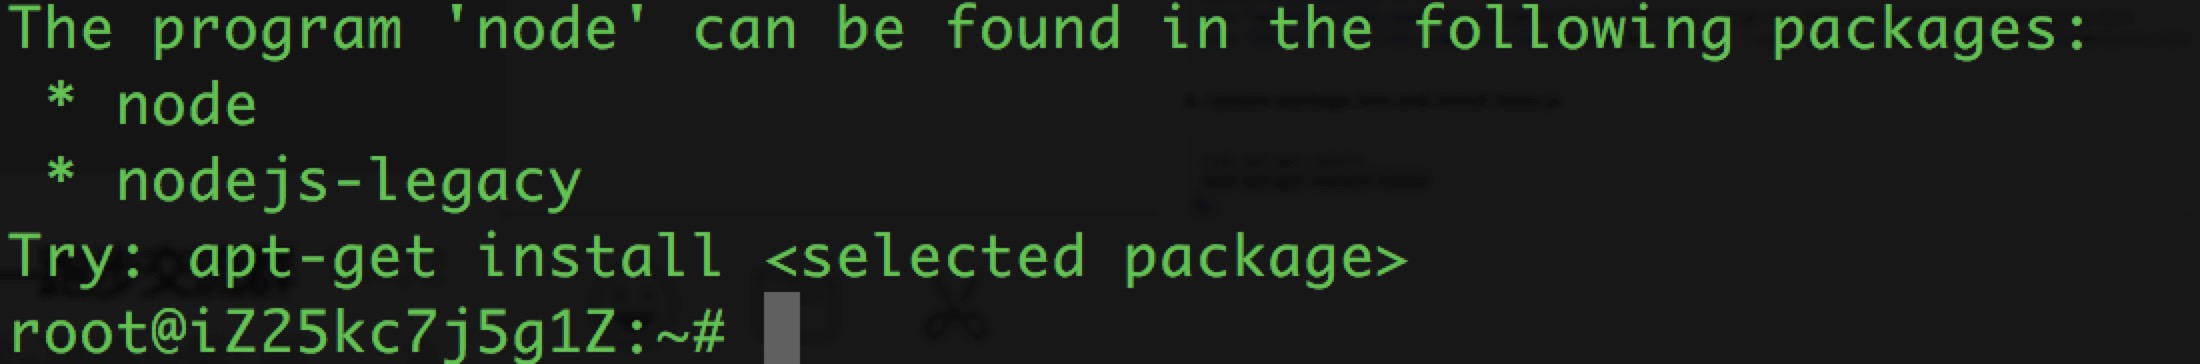 The program 'node' can be found in the following packages:
 * node
 * nodejs-legacy
Try: apt-get install <selected package>
root@iZ25kc7j5g1Z:~#